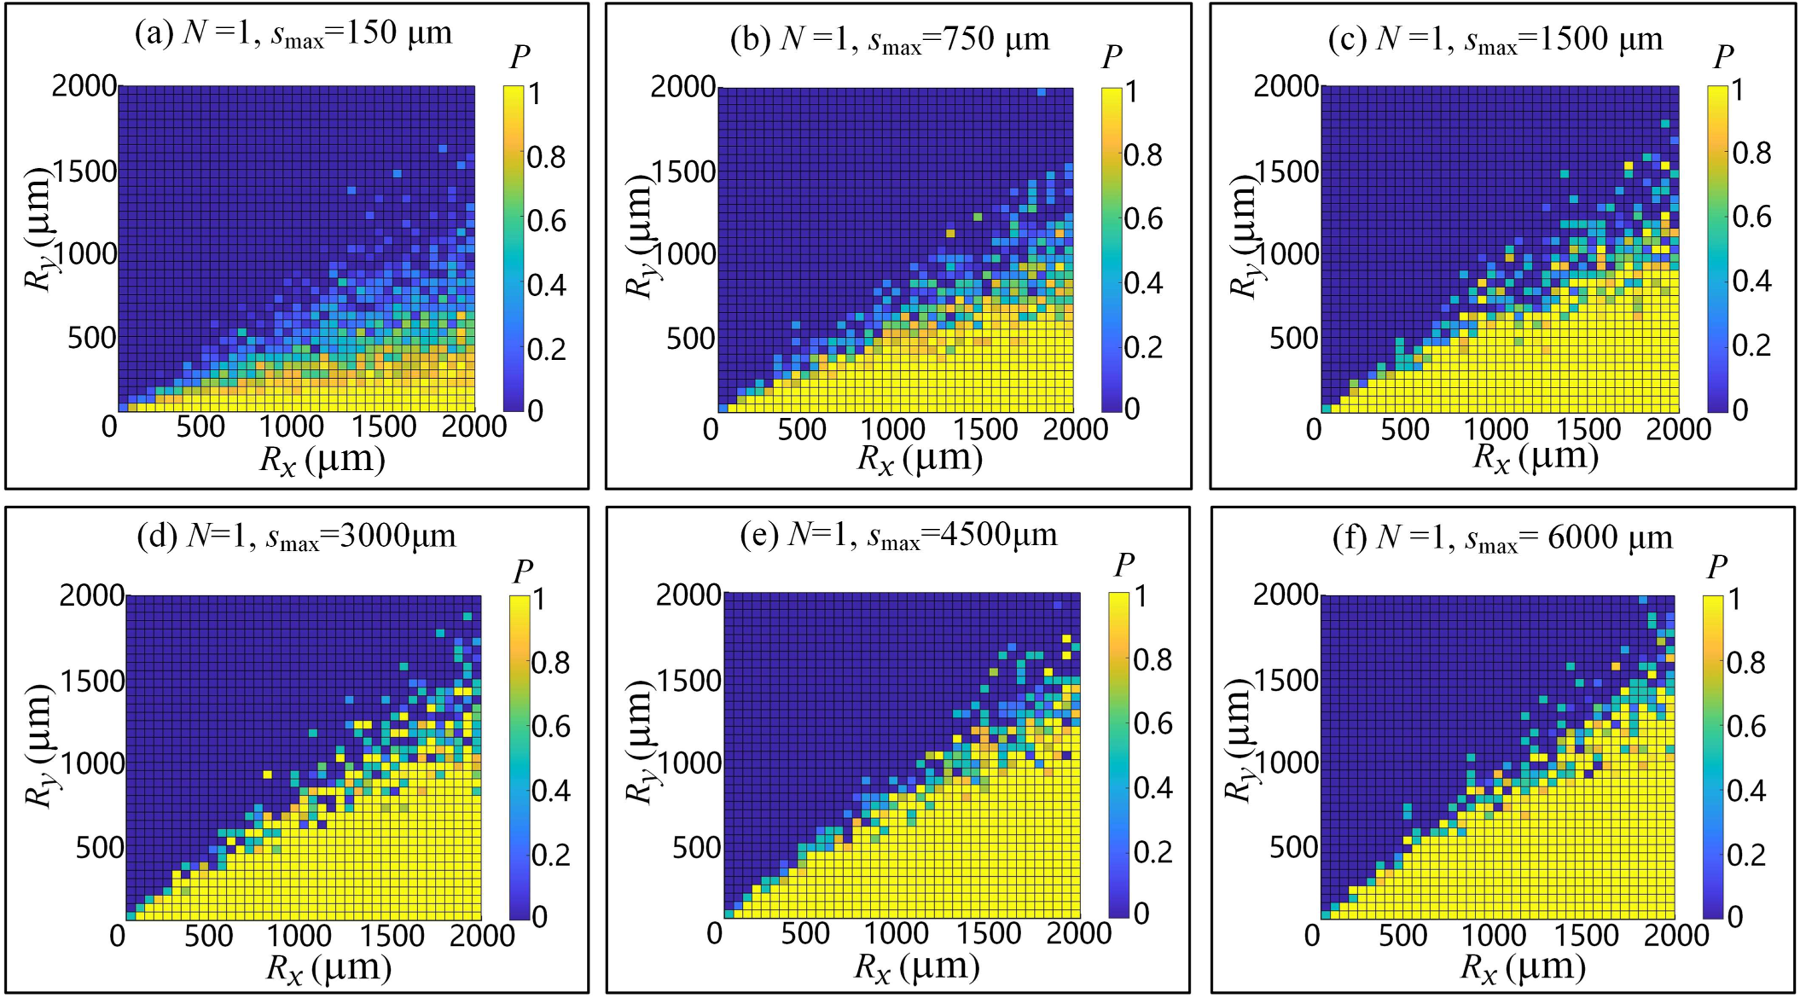 (a) N =1, smax=150 μm
P
2000
1500
1000
500
0 500 1000 1500 2000
Rx (μm)
Ry (μm)
1
0.8
0.6
0.4
0.2
0
(b) N =1, smax=750 μm
P
2000
1500
1000
500
0 500 1000 1500 2000
Rx (μm)
Ry (μm)
1
0.8
0.6
0.4
0.2
0
(c) N =1, smax=1500 μm
P
2000
1500
1000
500
0 500 1000 1500 2000
Rx (μm)
Ry (μm)
1
0.8
0.6
0.4
0.2
0
(d) N=1, smax=3000μm
P
2000
1500
1000
500
0 500 1000 1500 2000
Rx (μm)
Ry (μm)
1
0.8
0.6
0.4
0.2
0
(e) N=1, smax=4500μm
P
2000
1500
1000
500
0 500 1000 1500 2000
Rx (μm)
Ry (μm)
1
0.8
0.6
0.4
0.2
0
(f) N =1, smax= 6000 μm
P
2000
1500
1000
500
0 500 1000 1500 2000
Rx (μm)
Ry (μm)
1
0.8
0.6
0.4
0.2
0